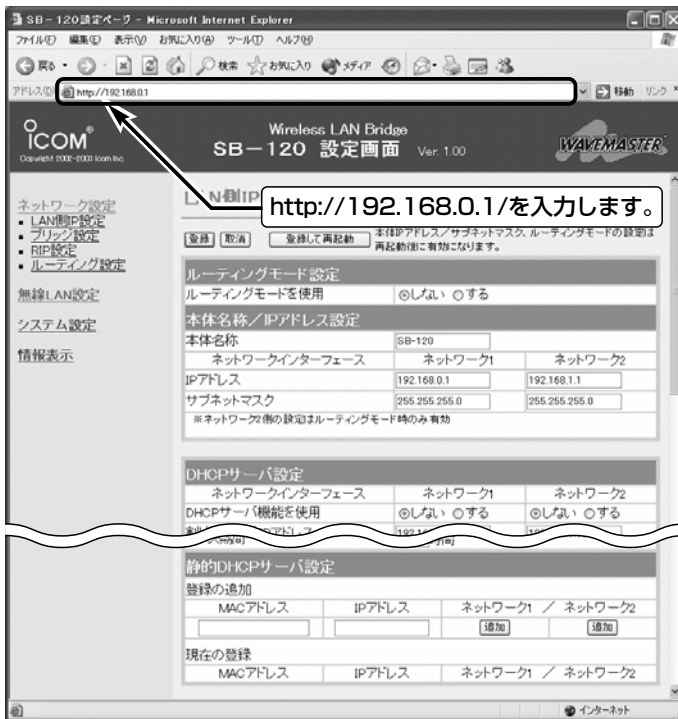 SB-120設定ページ - Microsoft Internet Explorer
ファイル(F) 編集(E) 表示(V) お気に入り(A) ツール(T) ヘルプ(H)
戻る 検索 お気に入り メディア
アドレス(D) http://192.168.0.1 移動 リンク
ICOM®
Wireless LAN Bridge
SB-120 設定画面 Ver. 1.00
WAVEMASTER
http://192.168.0.1/を入力します。
ネットワーク設定
▪ LAN側IP設定
▪ ブリッジ設定
▪ RIP設定
▪ ルーティング設定
無線LAN設定
システム設定
情報表示
登録 取消 登録して再起動 本体IPアドレス/サブネットマスク、ルーティングモードの設定は
再起動後に有効になります。
ルーティングモード設定
ルーティングモードを使用 しない する
本体名称/IPアドレス設定
本体名称 SB-120
ネットワークインターフェース ネットワーク1 ネットワーク2
IPアドレス 192.168.0.1 192.168.1.1
サブネットマスク 255.255.255.0 255.255.255.0
※ネットワーク2側の設定はルーティングモード時のみ有効
DHCPサーバ設定
ネットワークインターフェース ネットワーク1 ネットワーク2
DHCPサーバ機能を使用 しない する しない する
静的DHCPサーバ設定
登録の追加
MACアドレス IPアドレス ネットワーク1 / ネットワーク2
追加 追加
現在の登録
MACアドレス IPアドレス ネットワーク1 / ネットワーク2
インターネット